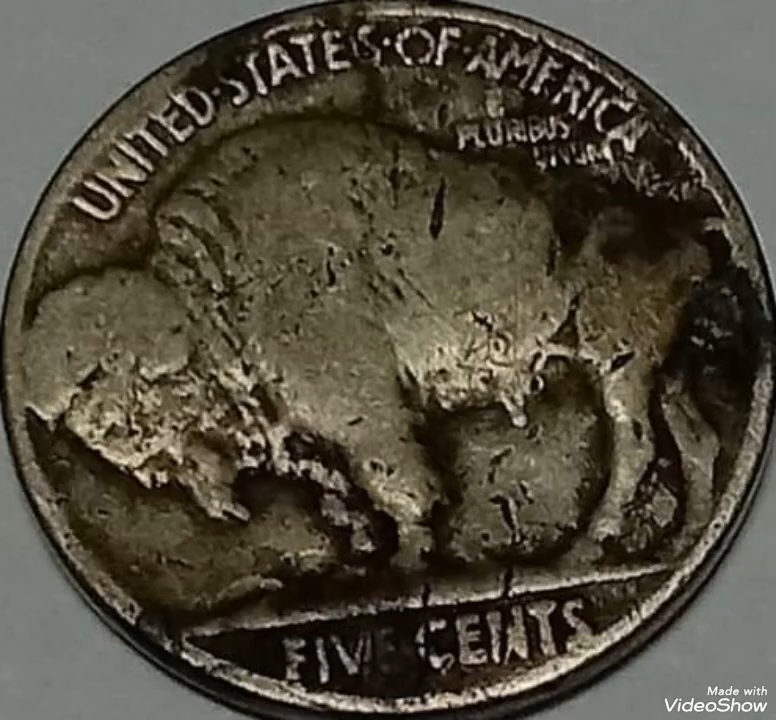 UNITED·STATES·OF·AMERICA
E
PLURIBUS
UNUM
FIVE CENTS
Made with
VideoShow